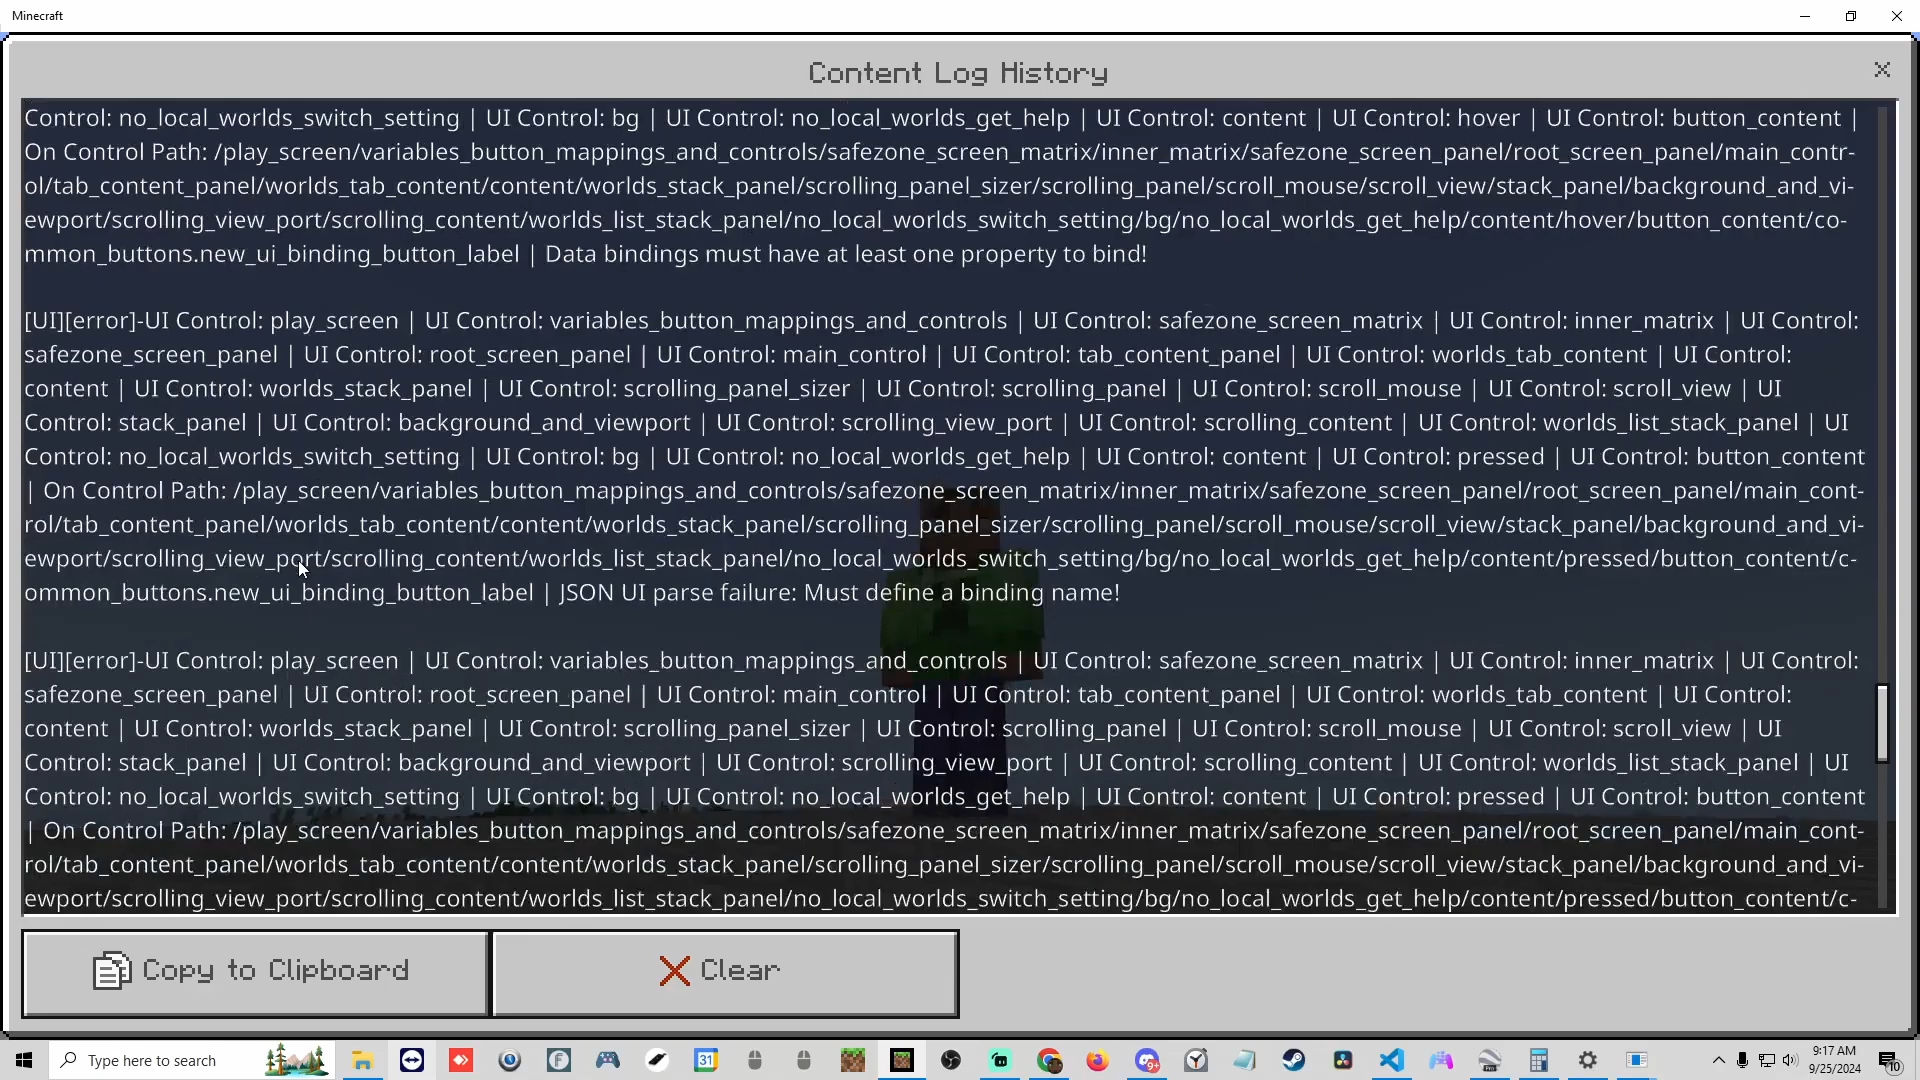 Minecraft
Content Log History
Control: no_local_worlds_switch_setting | UI Control: bg | UI Control: no_local_worlds_get_help | UI Control: content | UI Control: hover | UI Control: button_content |
On Control Path: /play_screen/variables_button_mappings_and_controls/safezone_screen_matrix/inner_matrix/safezone_screen_panel/root_screen_panel/main_contr-
ol/tab_content_panel/worlds_tab_content/content/worlds_stack_panel/scrolling_panel_sizer/scrolling_panel/scroll_mouse/scroll_view/stack_panel/background_and_vi-
ewport/scrolling_view_port/scrolling_content/worlds_list_stack_panel/no_local_worlds_switch_setting/bg/no_local_worlds_get_help/content/hover/button_content/co-
mmon_buttons.new_ui_binding_button_label | Data bindings must have at least one property to bind!
[UI][error]-UI Control: play_screen | UI Control: variables_button_mappings_and_controls | UI Control: safezone_screen_matrix | UI Control: inner_matrix | UI Control:
safezone_screen_panel | UI Control: root_screen_panel | UI Control: main_control | UI Control: tab_content_panel | UI Control: worlds_tab_content | UI Control:
content | UI Control: worlds_stack_panel | UI Control: scrolling_panel_sizer | UI Control: scrolling_panel | UI Control: scroll_mouse | UI Control: scroll_view | UI
Control: stack_panel | UI Control: background_and_viewport | UI Control: scrolling_view_port | UI Control: scrolling_content | UI Control: worlds_list_stack_panel | UI
Control: no_local_worlds_switch_setting | UI Control: bg | UI Control: no_local_worlds_get_help | UI Control: content | UI Control: pressed | UI Control: button_content
| On Control Path: /play_screen/variables_button_mappings_and_controls/safezone_screen_matrix/inner_matrix/safezone_screen_panel/root_screen_panel/main_cont-
rol/tab_content_panel/worlds_tab_content/content/worlds_stack_panel/scrolling_panel_sizer/scrolling_panel/scroll_mouse/scroll_view/stack_panel/background_and_vi-
ewport/scrolling_view_port/scrolling_content/worlds_list_stack_panel/no_local_worlds_switch_setting/bg/no_local_worlds_get_help/content/pressed/button_content/c-
ommon_buttons.new_ui_binding_button_label | JSON UI parse failure: Must define a binding name!
[UI][error]-UI Control: play_screen | UI Control: variables_button_mappings_and_controls | UI Control: safezone_screen_matrix | UI Control: inner_matrix | UI Control:
safezone_screen_panel | UI Control: root_screen_panel | UI Control: main_control | UI Control: tab_content_panel | UI Control: worlds_tab_content | UI Control:
content | UI Control: worlds_stack_panel | UI Control: scrolling_panel_sizer | UI Control: scrolling_panel | UI Control: scroll_mouse | UI Control: scroll_view | UI
Control: stack_panel | UI Control: background_and_viewport | UI Control: scrolling_view_port | UI Control: scrolling_content | UI Control: worlds_list_stack_panel | UI
Control: no_local_worlds_switch_setting | UI Control: bg | UI Control: no_local_worlds_get_help | UI Control: content | UI Control: pressed | UI Control: button_content
| On Control Path: /play_screen/variables_button_mappings_and_controls/safezone_screen_matrix/inner_matrix/safezone_screen_panel/root_screen_panel/main_cont-
rol/tab_content_panel/worlds_tab_content/content/worlds_stack_panel/scrolling_panel_sizer/scrolling_panel/scroll_mouse/scroll_view/stack_panel/background_and_vi-
ewport/scrolling_view_port/scrolling_content/worlds_list_stack_panel/no_local_worlds_switch_setting/bg/no_local_worlds_get_help/content/pressed/button_content/c-
Copy to Clipboard
Clear
Type here to search
31
9+
9:17 AM
9/25/2024
10